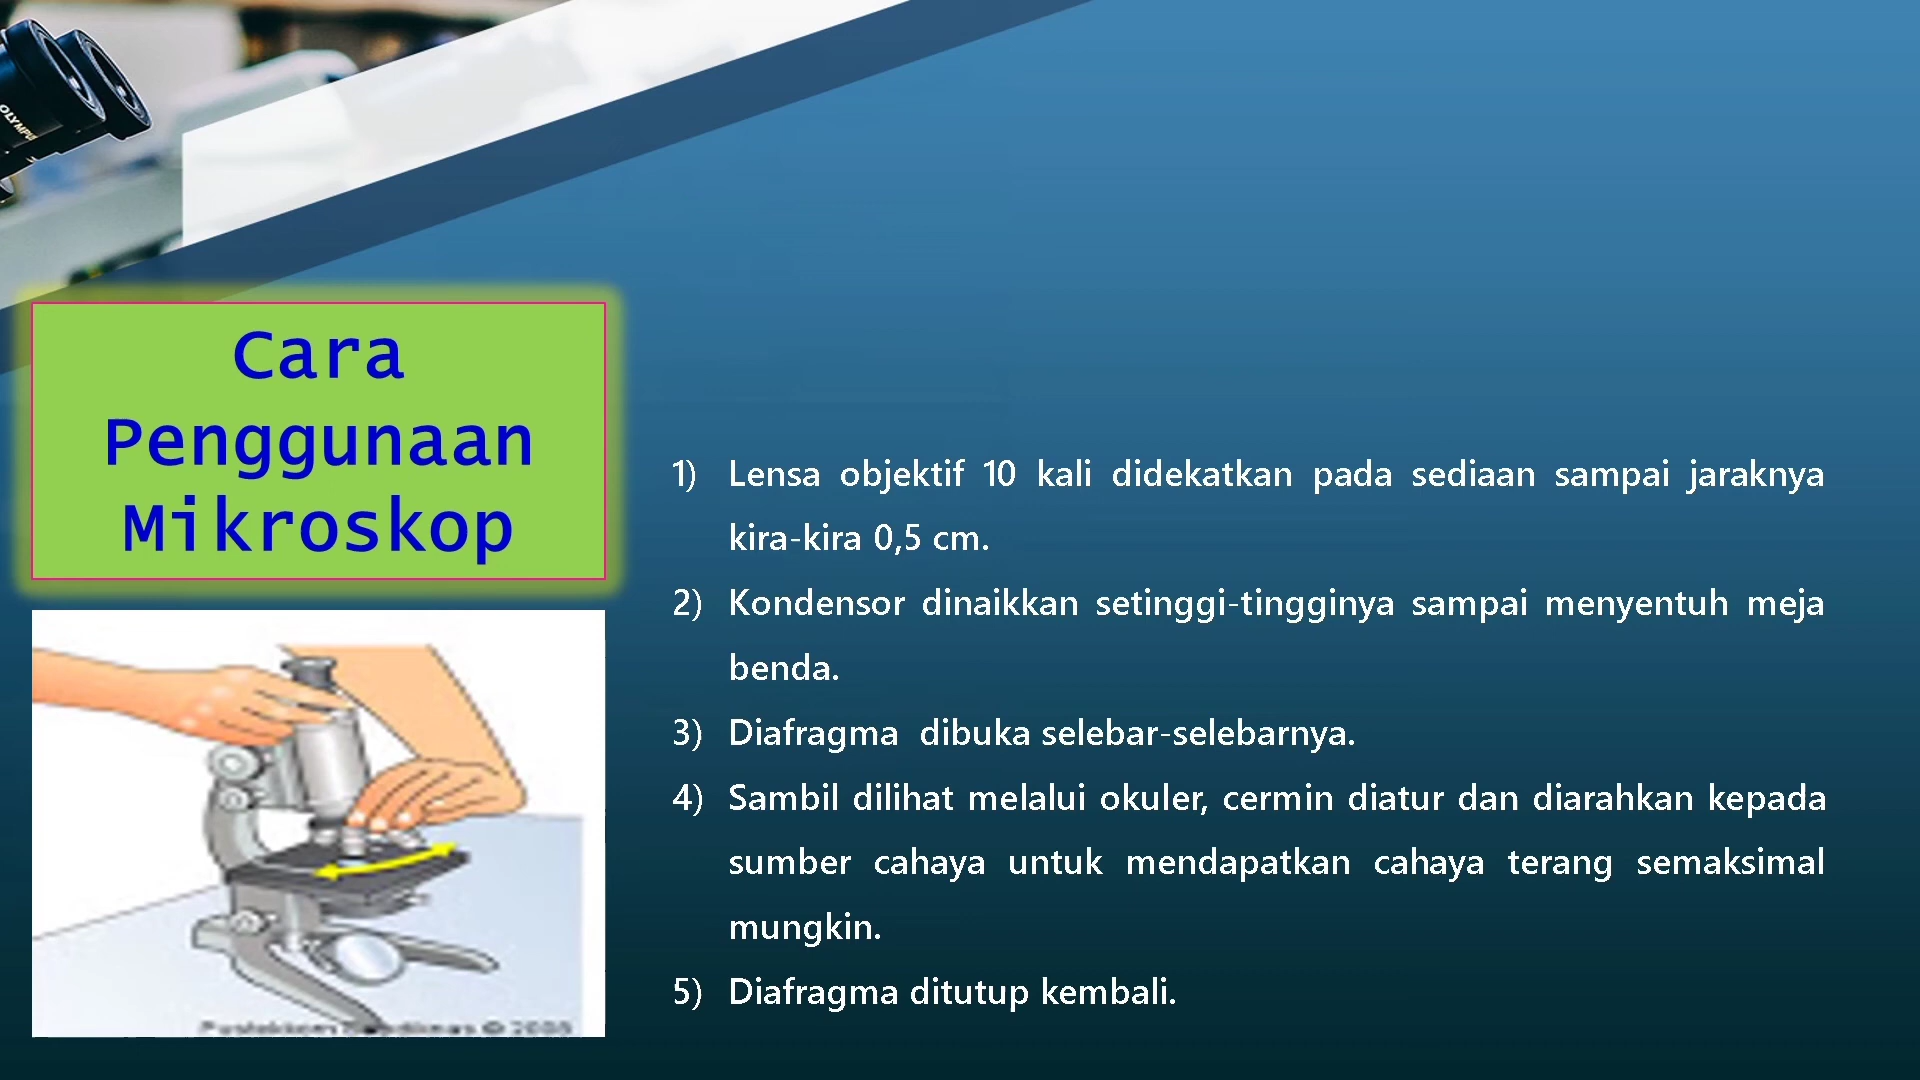 Cara
Penggunaan
Mikroskop
1) Lensa objektif 10 kali didekatkan pada sediaan sampai jaraknya
kira-kira 0,5 cm.
2) Kondensor dinaikkan setinggi-tingginya sampai menyentuh meja
benda.
3) Diafragma dibuka selebar-selebarnya.
4) Sambil dilihat melalui okuler, cermin diatur dan diarahkan kepada
sumber cahaya untuk mendapatkan cahaya terang semaksimal
mungkin.
5) Diafragma ditutup kembali.